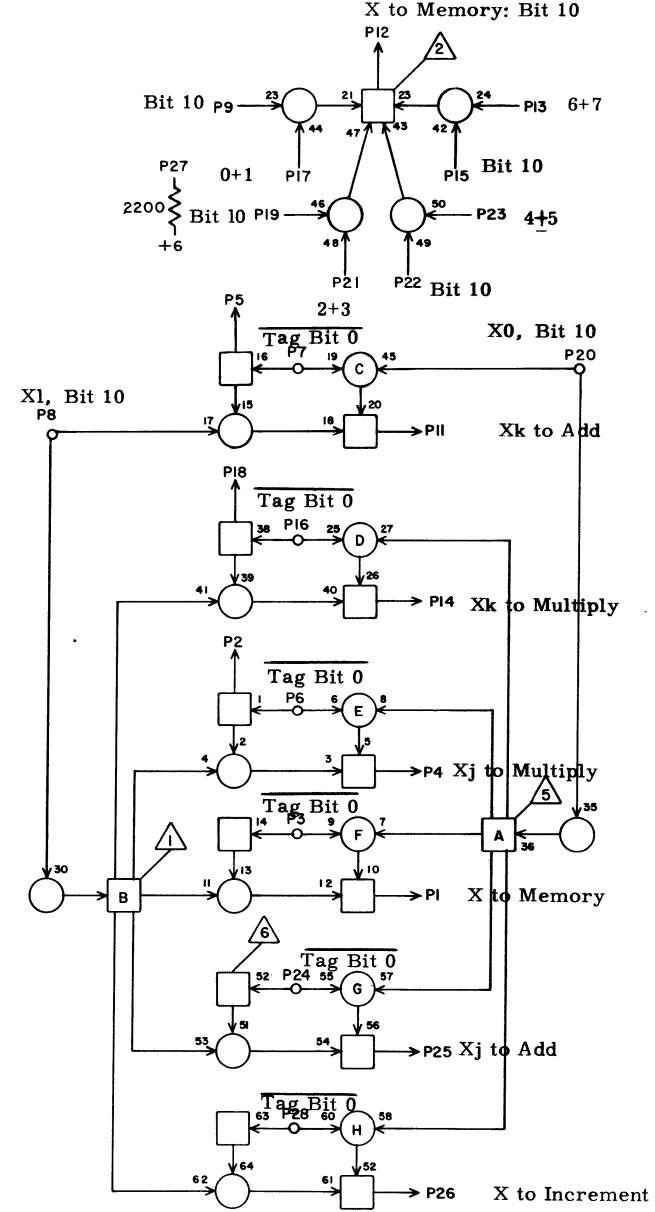 X to Memory: Bit 10
P12
2
Bit 10 P9 23 21 23 24 P13 6+7
44 47 43 42
P27 0+1 P17 P15 Bit 10
2200 Bit 10 P19 46 50 P23 4+5
+6 48 49
P21 P22 Bit 10
P5 2+3
Tag Bit 0 X0, Bit 10
P7 P20
16 19 C 45
X1, Bit 10
P8 15 20
17 18 P11 Xk to Add
P18
Tag Bit 0
38 P16 25 D 27
39 26
41 40 P14 Xk to Multiply
P2
Tag Bit 0
1 P6 6 E 8
2 5
4 3 P4 Xj to Multiply
Tag Bit 0 5
14 P3 9 F 7 A 36 35
1
30 13 10
B 11 12 P1 X to Memory
6
Tag Bit 0
52 P24 55 G 57
51 56
53 54 P25 Xj to Add
Tag Bit 0
63 P28 60 H 58
64 52
62 61 P26 X to Increment